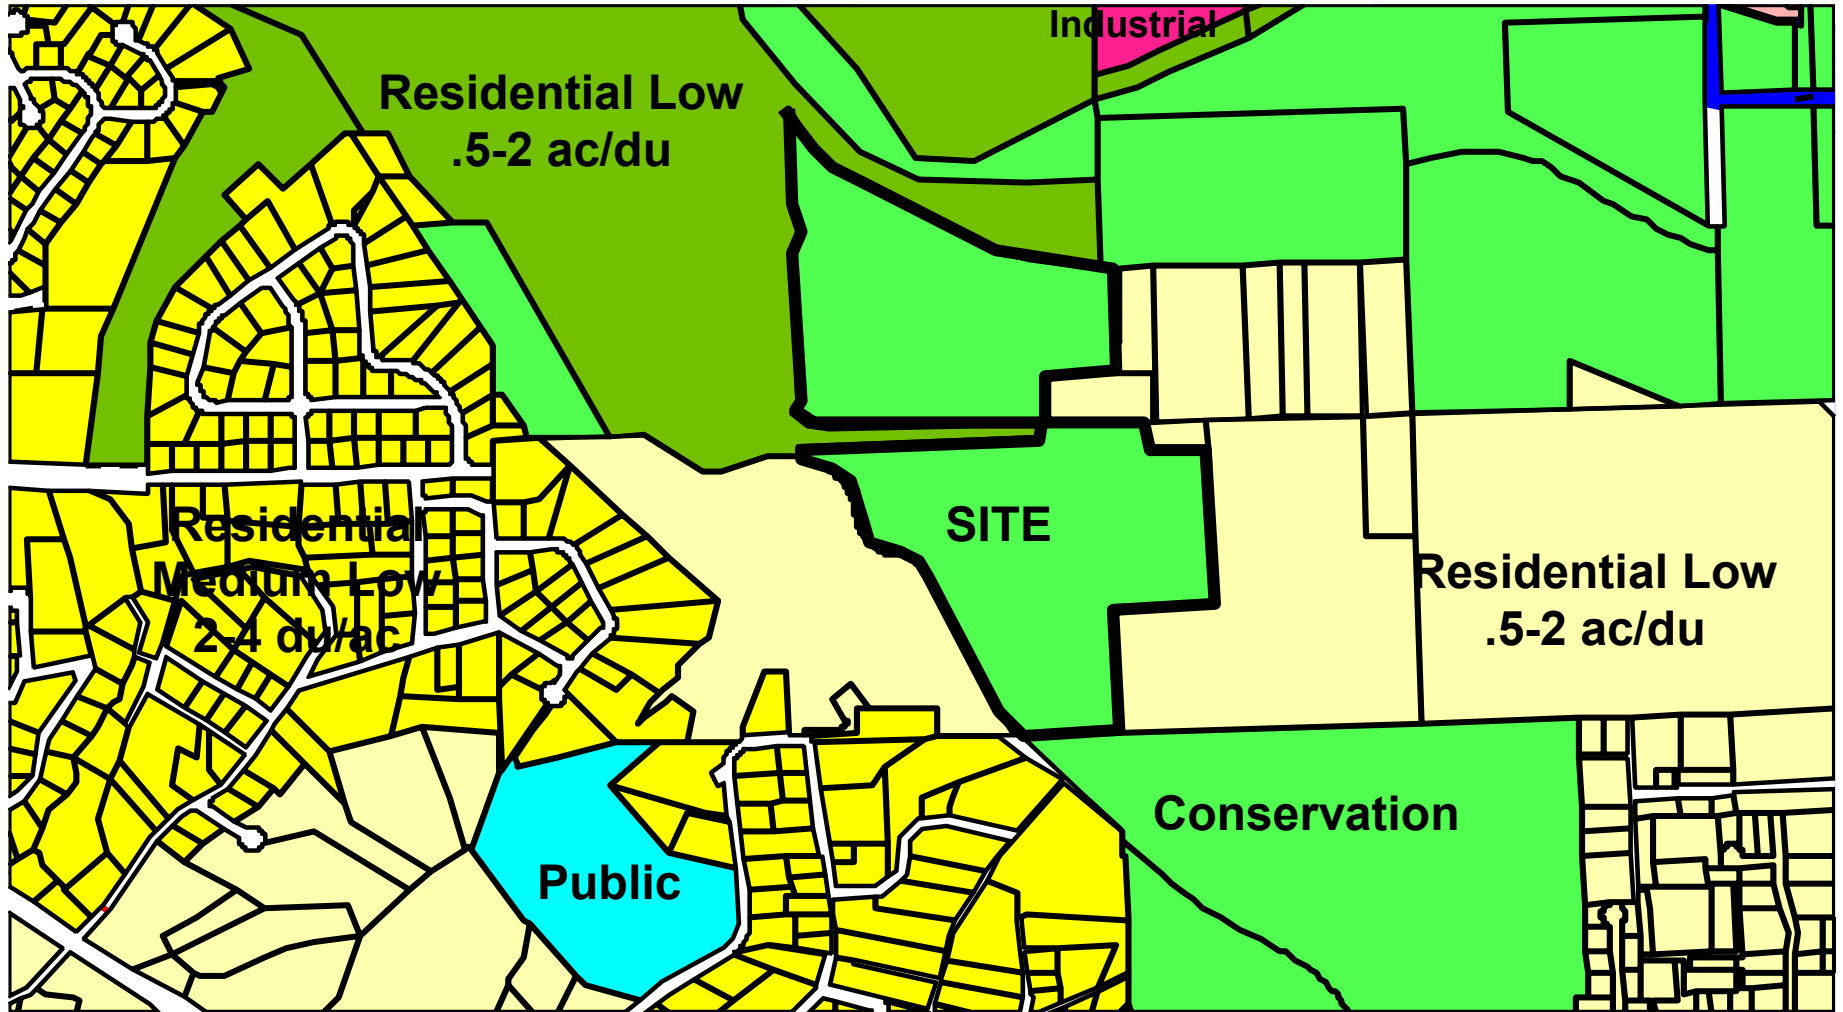 Industrial
Residential Low
.5-2 ac/du
Residential
Medium Low
2-4 du/ac
SITE
Residential Low
.5-2 ac/du
Conservation
Public